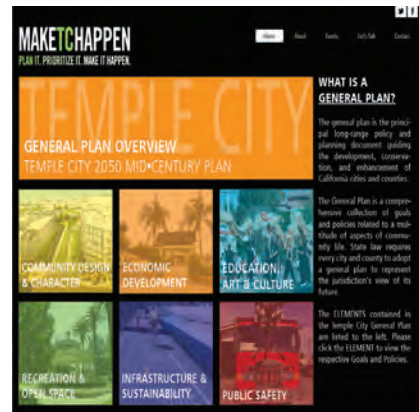 MAKETCHAPPEN
PLAN IT. PRIORITIZE IT. MAKE IT HAPPEN.
Home About Events Let's Talk Contact
TEMPLE CITY
GENERAL PLAN OVERVIEW
TEMPLE CITY 2050 MID•CENTURY PLAN
COMMUNITY DESIGN
& CHARACTER
ECONOMIC
DEVELOPMENT
EDUCATION,
ART & CULTURE
RECREATION &
OPEN SPACE
INFRASTRUCTURE &
SUSTAINABILITY
PUBLIC SAFETY
WHAT IS A
GENERAL PLAN?
The general plan is the princi-
pal long-range policy and
planning document guiding
the development, conserva-
tion, and enhancement of
California cities and counties.
The General Plan is a compre-
hensive collection of goals
and policies related to a mul-
titude of aspects of commu-
nity life. State law requires
every city and county to adopt
a general plan to represent
the jurisdiction's view of its
future.
The ELEMENTS contained in
the Temple City General Plan
are listed to the left. Please
click the ELEMENT to view the
respective Goals and Policies.